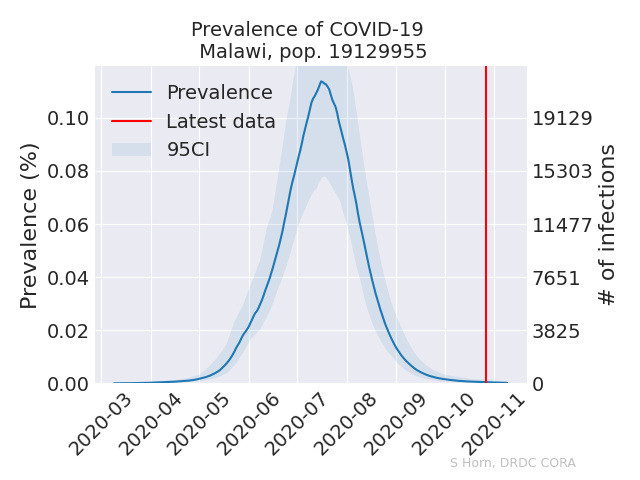 Prevalence of COVID-19
Malawi, pop. 19129955
Prevalence
Latest data
95CI
Prevalence (%)
0.10
0.08
0.06
0.04
0.02
0.00
19129
15303
11477
7651
3825
0
# of infections
2020-03
2020-04
2020-05
2020-06
2020-07
2020-08
2020-09
2020-10
2020-11
S Horn, DRDC CORA